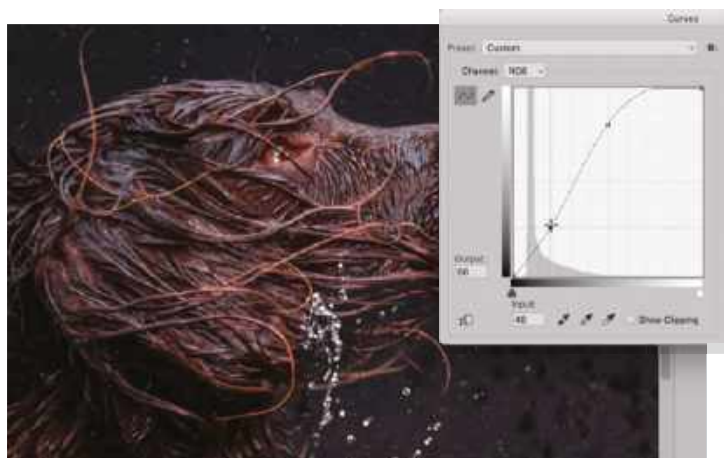 Curves
Preset: Custom
Channel: RGB
Output:
Input:
Show Clipping